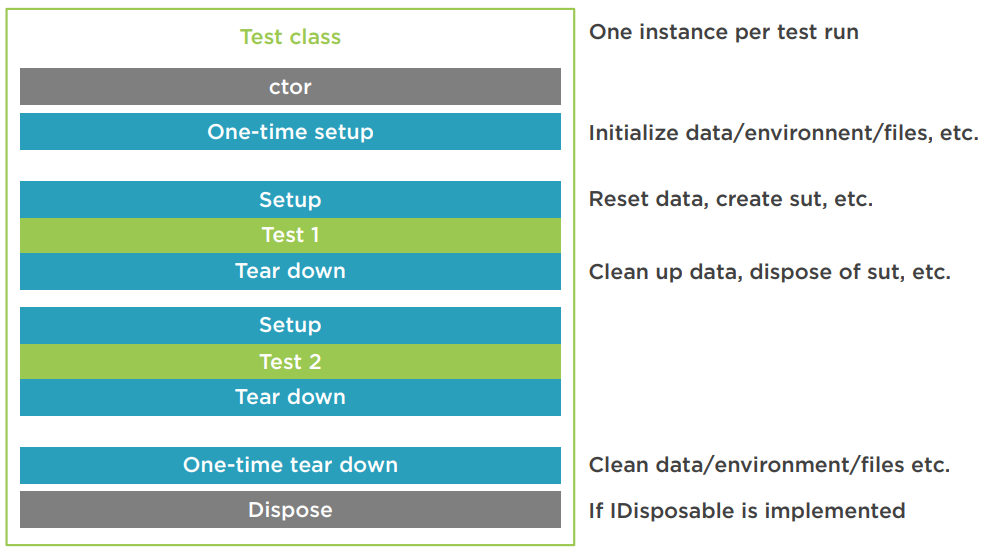 Test class
One instance per test run
ctor
One-time setup
Initialize data/environnent/files, etc.
Setup
Reset data, create sut, etc.
Test 1
Tear down
Clean up data, dispose of sut, etc.
Setup
Test 2
Tear down
One-time tear down
Clean data/environment/files etc.
Dispose
If IDisposable is implemented